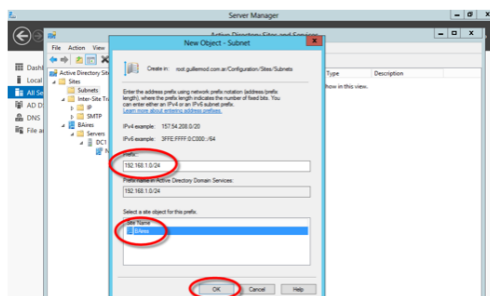 Server Manager
Active Directory Sites and Services
File Action View
New Object - Subnet
Create in: root.guillermod.com.ar/Configuration/Sites/Subnets
Enter the address prefix using network prefix notation (address/prefix
length), where the prefix length indicates the number of fixed bits. You
can enter either an IPv4 or an IPv6 subnet prefix.
Learn more about entering address prefixes.
IPv4 example: 157.54.208.0/20
IPv6 example: 3FFE:FFFF:0:C000::/64
Prefix::
192.168.1.0/24
Prefix name in Active Directory Domain Services:
192.168.1.0/24
Select a site object for this prefix.
Site Name
BAires
OK Cancel Help
Dashb
Local
All Se
AD D
DNS
File a
Active Directory Site
Sites
Subnets
Inter-Site Tr
IP
SMTP
BAires
Servers
DC1
N
Type Description
how in this view.